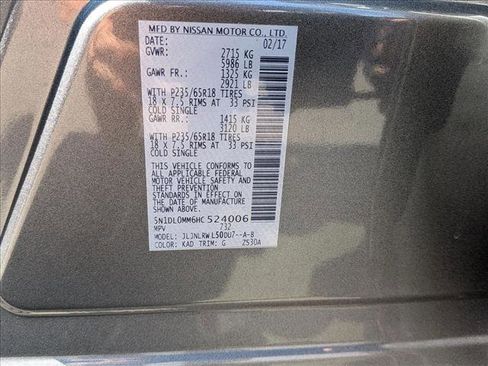 MFD BY NISSAN MOTOR CO., LTD.
DATE: 02/17
GVWR: 2715 KG
5986 LB
GAWR FR.: 1325 KG
2921 LB
WITH P235/65R18 TIRES
18 X 7.5 RIMS AT 33 PSI
COLD SINGLE
GAWR RR.: 1415 KG
3120 LB
WITH P235/65R18 TIRES
18 X 7.5 RIMS AT 33 PSI
COLD SINGLE
THIS VEHICLE CONFORMS TO
ALL APPLICABLE FEDERAL
MOTOR VEHICLE SAFETY AND
THEFT PREVENTION
STANDARDS IN EFFECT ON
THE DATE OF MANUFACTURE
SHOWN ABOVE
5N1DL0MM6HC524006
MPV 732
MODEL:
COLOR: KAD TRIM: G Z53DA